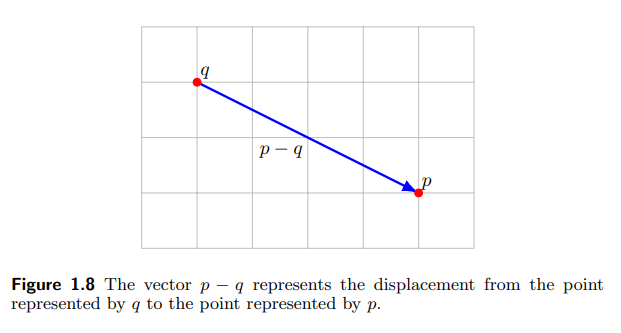 q
p − q
p
Figure 1.8 The vector p − q represents the displacement from the point
represented by q to the point represented by p.